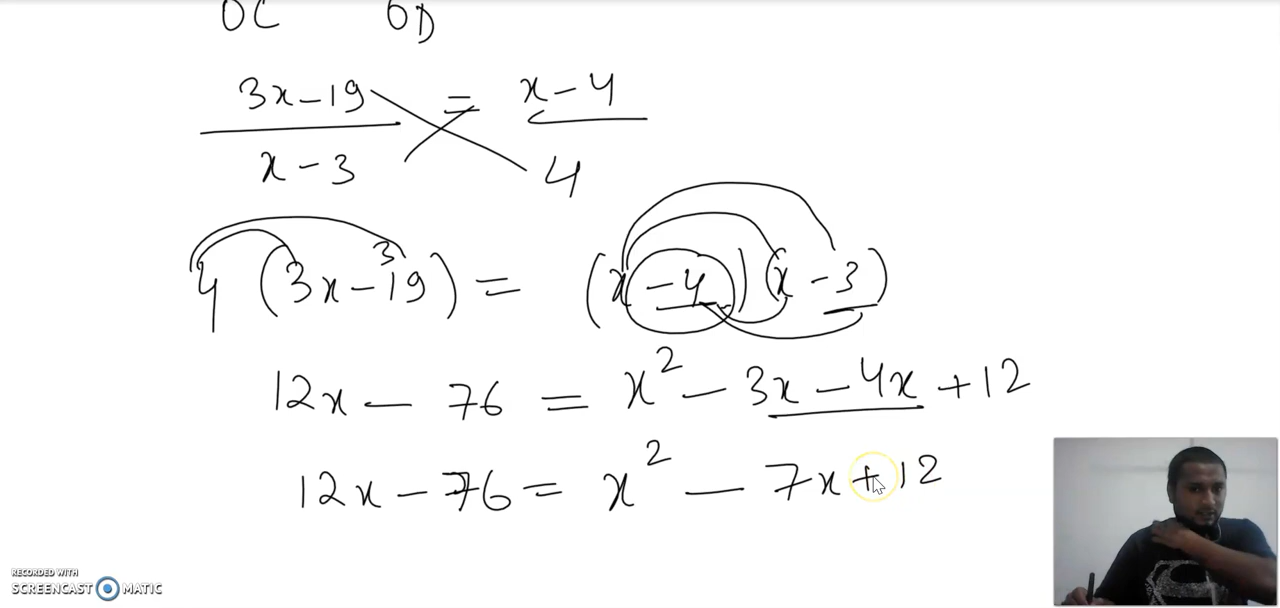 OC OD
3x-19 = x-4
x-3 4
3
4 (3x-19) = (x-4)(x-3)
12x - 76 = x² - 3x - 4x + 12
12x - 76 = x² - 7x + 12
RECORDED WITH
SCREENCAST MATIC